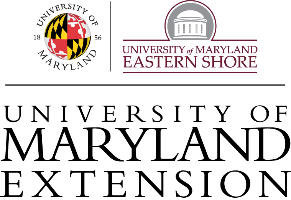 UNIVERSITY OF
18 56
MARYLAND
UNIVERSITY of MARYLAND
EASTERN SHORE
UNIVERSITY OF
MARYLAND
EXTENSION